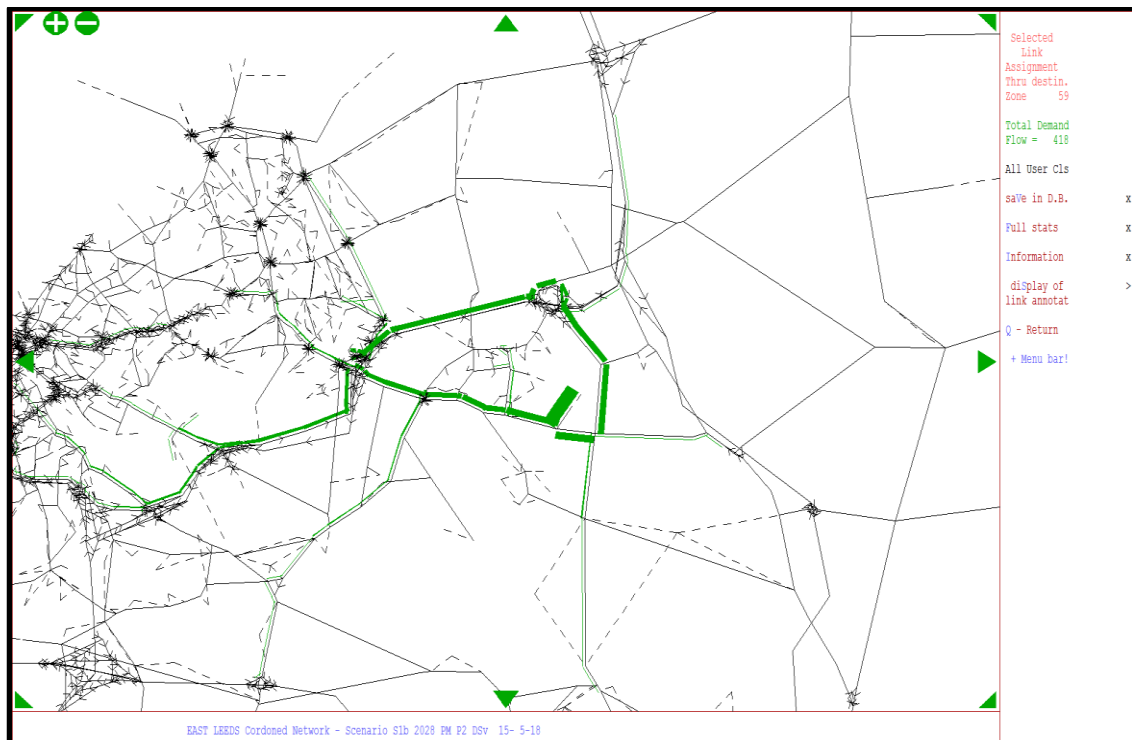 Selected
Link
Assignment
Thru destin.
Zone 59
Total Demand
Flow = 418
All User Cls
saVe in D.B. x
Full stats x
Information x
diSplay of >
link annotat
Q - Return
+ Menu bar!
EAST LEEDS Cordoned Network - Scenario S1b 2028 PM P2 DSv 15- 5-18